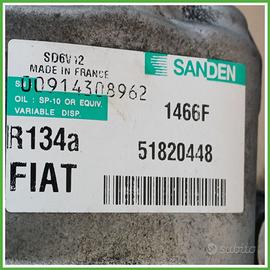 SD6V12
MADE IN FRANCE
SANDEN
00914308962
1466F
OIL : SP-10 OR EQUIV.
VARIABLE DISP.
R134a
51820448
FIAT
subito